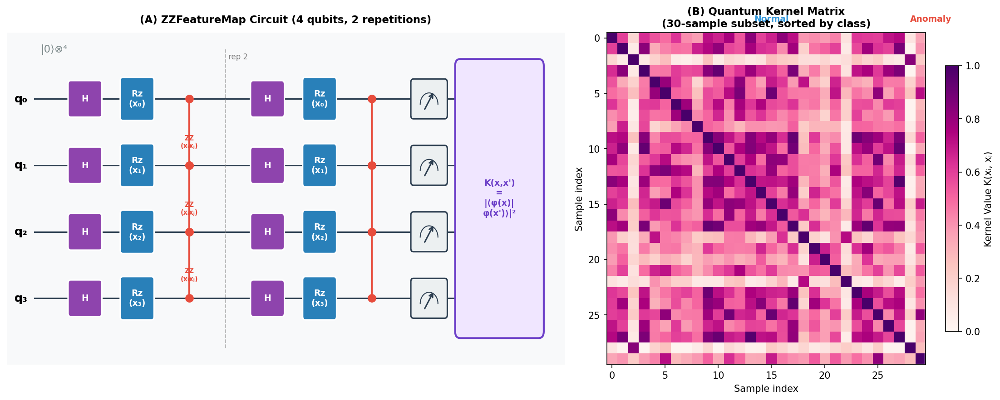 (A) ZZFeatureMap Circuit (4 qubits, 2 repetitions)
|0⟩⊗⁴
rep 2
q₀
H
Rz
(x₀)
H
Rz
(x₀)
ZZ
(xᵢxⱼ)
q₁
H
Rz
(x₁)
H
Rz
(x₁)
ZZ
(xᵢxⱼ)
q₂
H
Rz
(x₂)
H
Rz
(x₂)
ZZ
(xᵢxⱼ)
q₃
H
Rz
(x₃)
H
Rz
(x₃)
K(x,x')
=
|⟨φ(x)|
φ(x')⟩|²
(B) Quantum Kernel Matrix
(30-sample subset, sorted by class)
Normal
Anomaly
Sample index
0
5
10
15
20
25
0
5
10
15
20
25
Sample index
1.0
0.8
0.6
0.4
0.2
0.0
Kernel Value K(xᵢ, xⱼ)